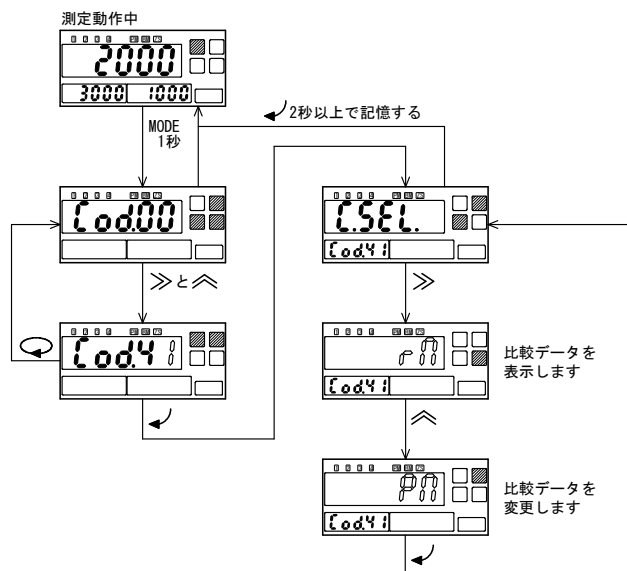 測定動作中
2000
3000 1000
2秒以上で記憶する
MODE
1秒
Cod.00
C.SEL.
Cod.41
≫と︽
≫
Cod.41
rM
Cod.41
比較データを
表示します
︽
PM
Cod.41
比較データを
変更します